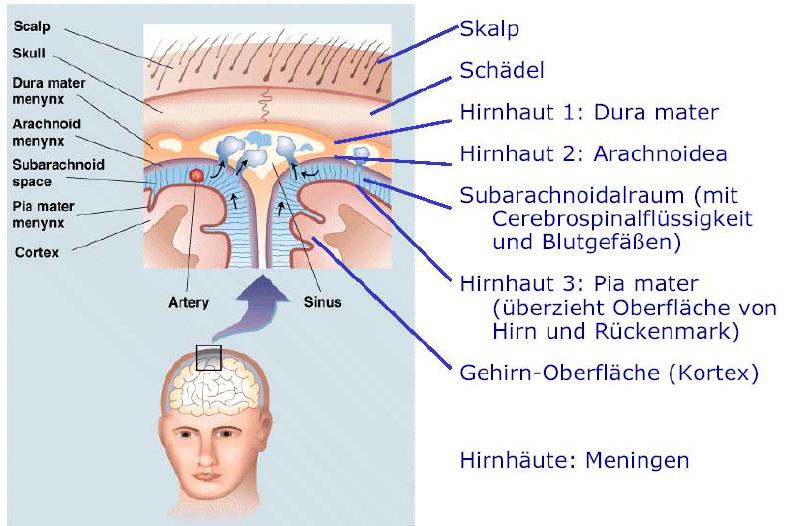 Scalp
Skull
Dura mater
menynx
Arachnoid
menynx
Subarachnoid
space
Pia mater
menynx
Cortex
Artery
Sinus
Skalp
Schädel
Hirnhaut 1: Dura mater
Hirnhaut 2: Arachnoidea
Subarachnoidalraum (mit
Cerebrospinalflüssigkeit
und Blutgefäßen)
Hirnhaut 3: Pia mater
(überzieht Oberfläche von
Hirn und Rückenmark)
Gehirn-Oberfläche (Kortex)
Hirnhäute: Meningen